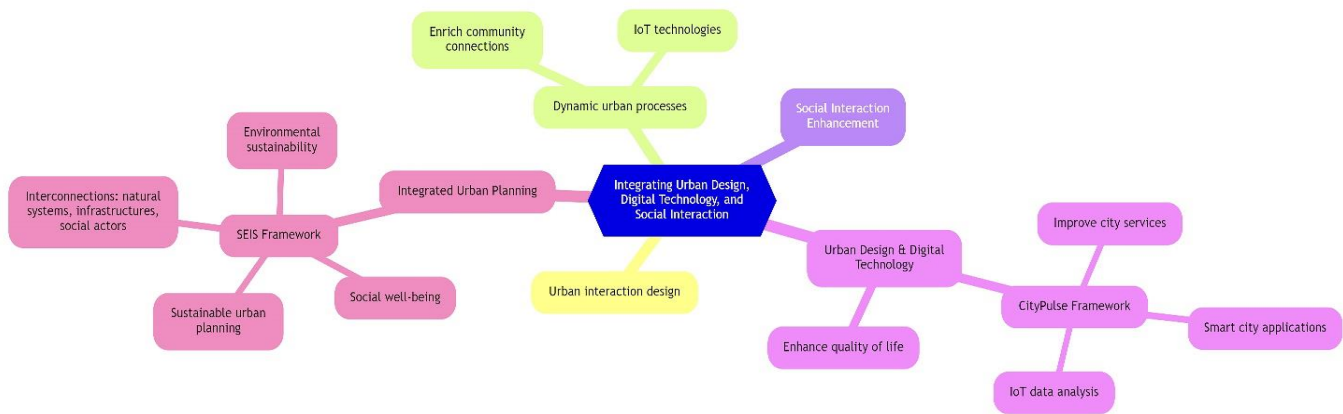 Integrating Urban Design,
Digital Technology, and
Social Interaction
Dynamic urban processes
Enrich community
connections
IoT technologies
Social Interaction
Enhancement
Integrated Urban Planning
SEIS Framework
Environmental
sustainability
Interconnections: natural
systems, infrastructures,
social actors
Sustainable urban
planning
Social well-being
Urban interaction design
Urban Design & Digital
Technology
Enhance quality of life
CityPulse Framework
Improve city services
Smart city applications
IoT data analysis